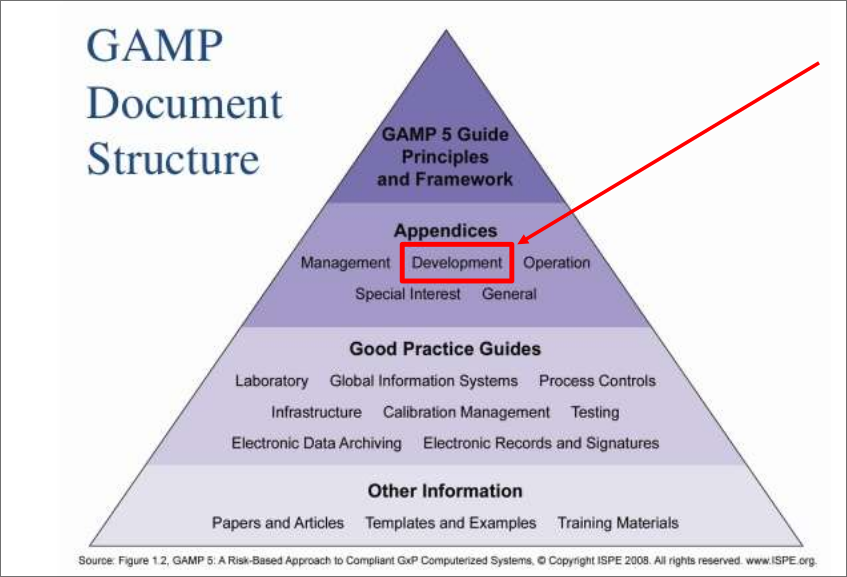 GAMP
Document
Structure
GAMP 5 Guide
Principles
and Framework
Appendices
Management Development Operation
Special Interest General
Good Practice Guides
Laboratory Global Information Systems Process Controls
Infrastructure Calibration Management Testing
Electronic Data Archiving Electronic Records and Signatures
Other Information
Papers and Articles Templates and Examples Training Materials
Source: Figure 1.2, GAMP 5: A Risk-Based Approach to Compliant GxP Computerized Systems, © Copyright ISPE 2008. All rights reserved. www.ISPE.org.